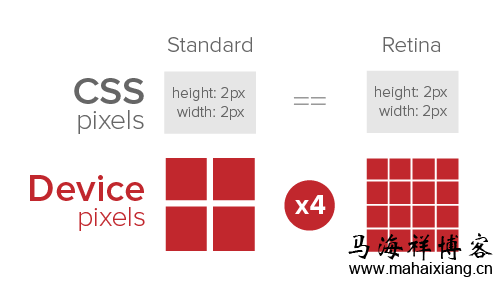 Standard
Retina
CSS
pixels
height: 2px
width: 2px
==
height: 2px
width: 2px
Device
pixels
x4
马海祥博客
www.mahaixiang.cn